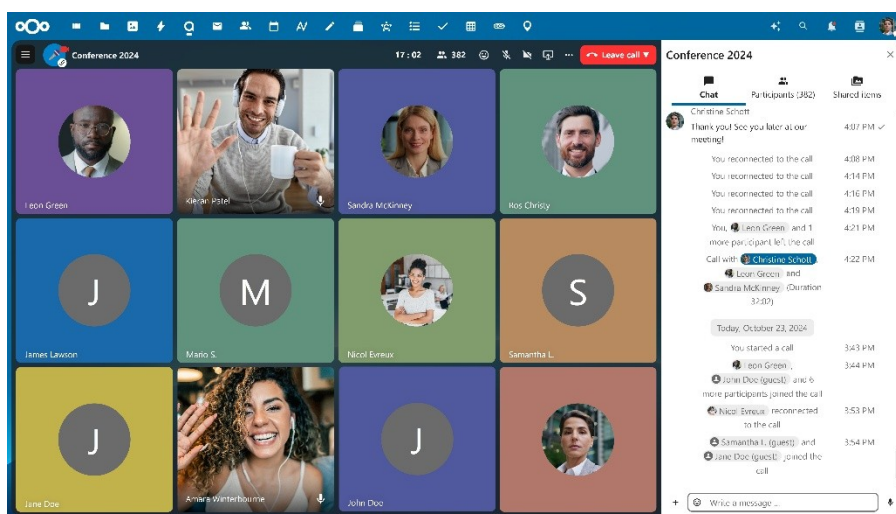 Conference 2024
17:02
382
Leave call
Leon Green
Kieran Patel
Sandra McKinney
Ros Christy
J
James Lawson
M
Mario S.
Nicol Evreux
S
Samantha L.
J
Jane Doe
Amara Winterbourne
J
John Doe
Conference 2024
Chat
Participants (382)
Shared items
Christine Schott
Thank you! See you later at our
meeting!
4:07 PM
You reconnected to the call
4:08 PM
You reconnected to the call
4:14 PM
You reconnected to the call
4:16 PM
You reconnected to the call
4:19 PM
You, Leon Green and 1
more participant left the call
4:21 PM
Call with Christine Schott,
Leon Green and
Sandra McKinney (Duration
32:02)
4:22 PM
Today, October 23, 2024
You started a call
3:43 PM
Leon Green,
John Doe (guest) and 6
more participants joined the call
3:44 PM
Nicol Evreux reconnected
to the call
3:53 PM
Samantha L. (guest) and
Jane Doe (guest) joined the
call
3:54 PM
Write a message ...